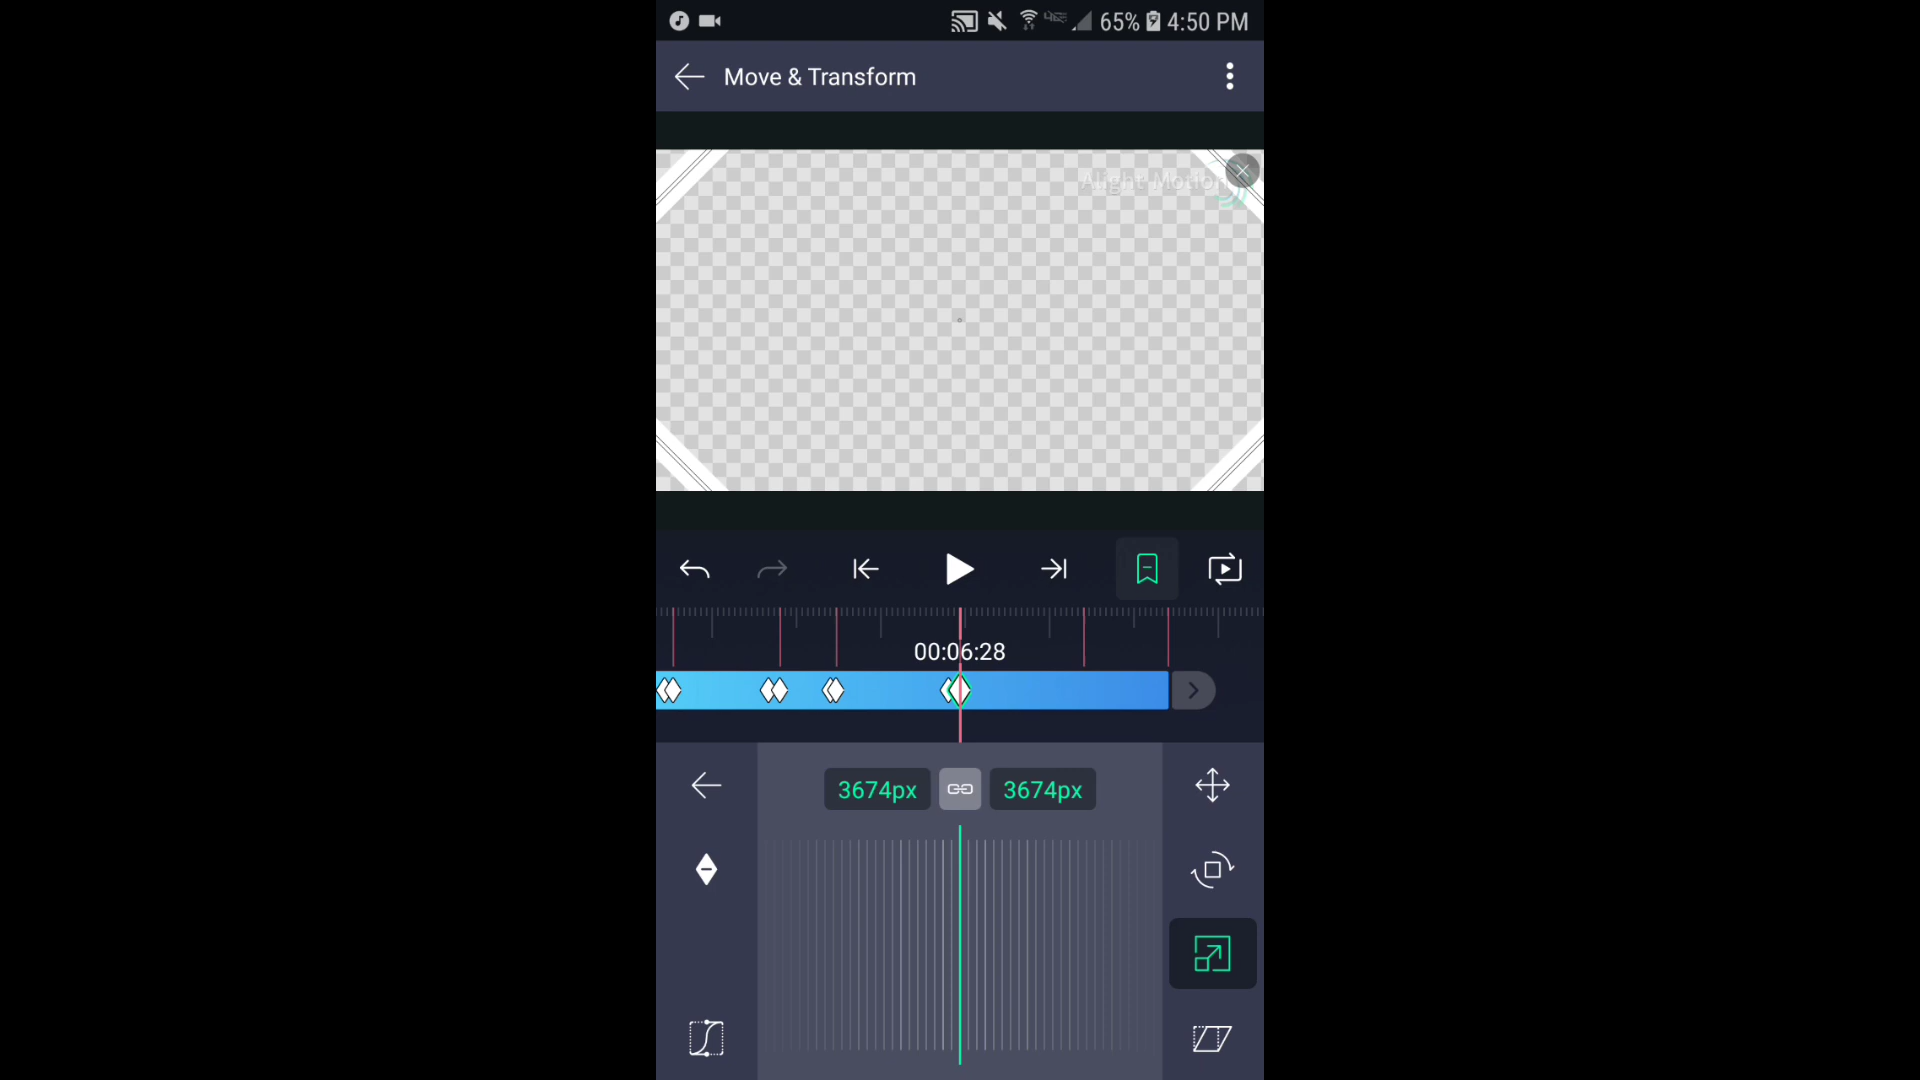 65% 4:50 PM
Move & Transform
Alight Motion
00:06:28
3674px 3674px